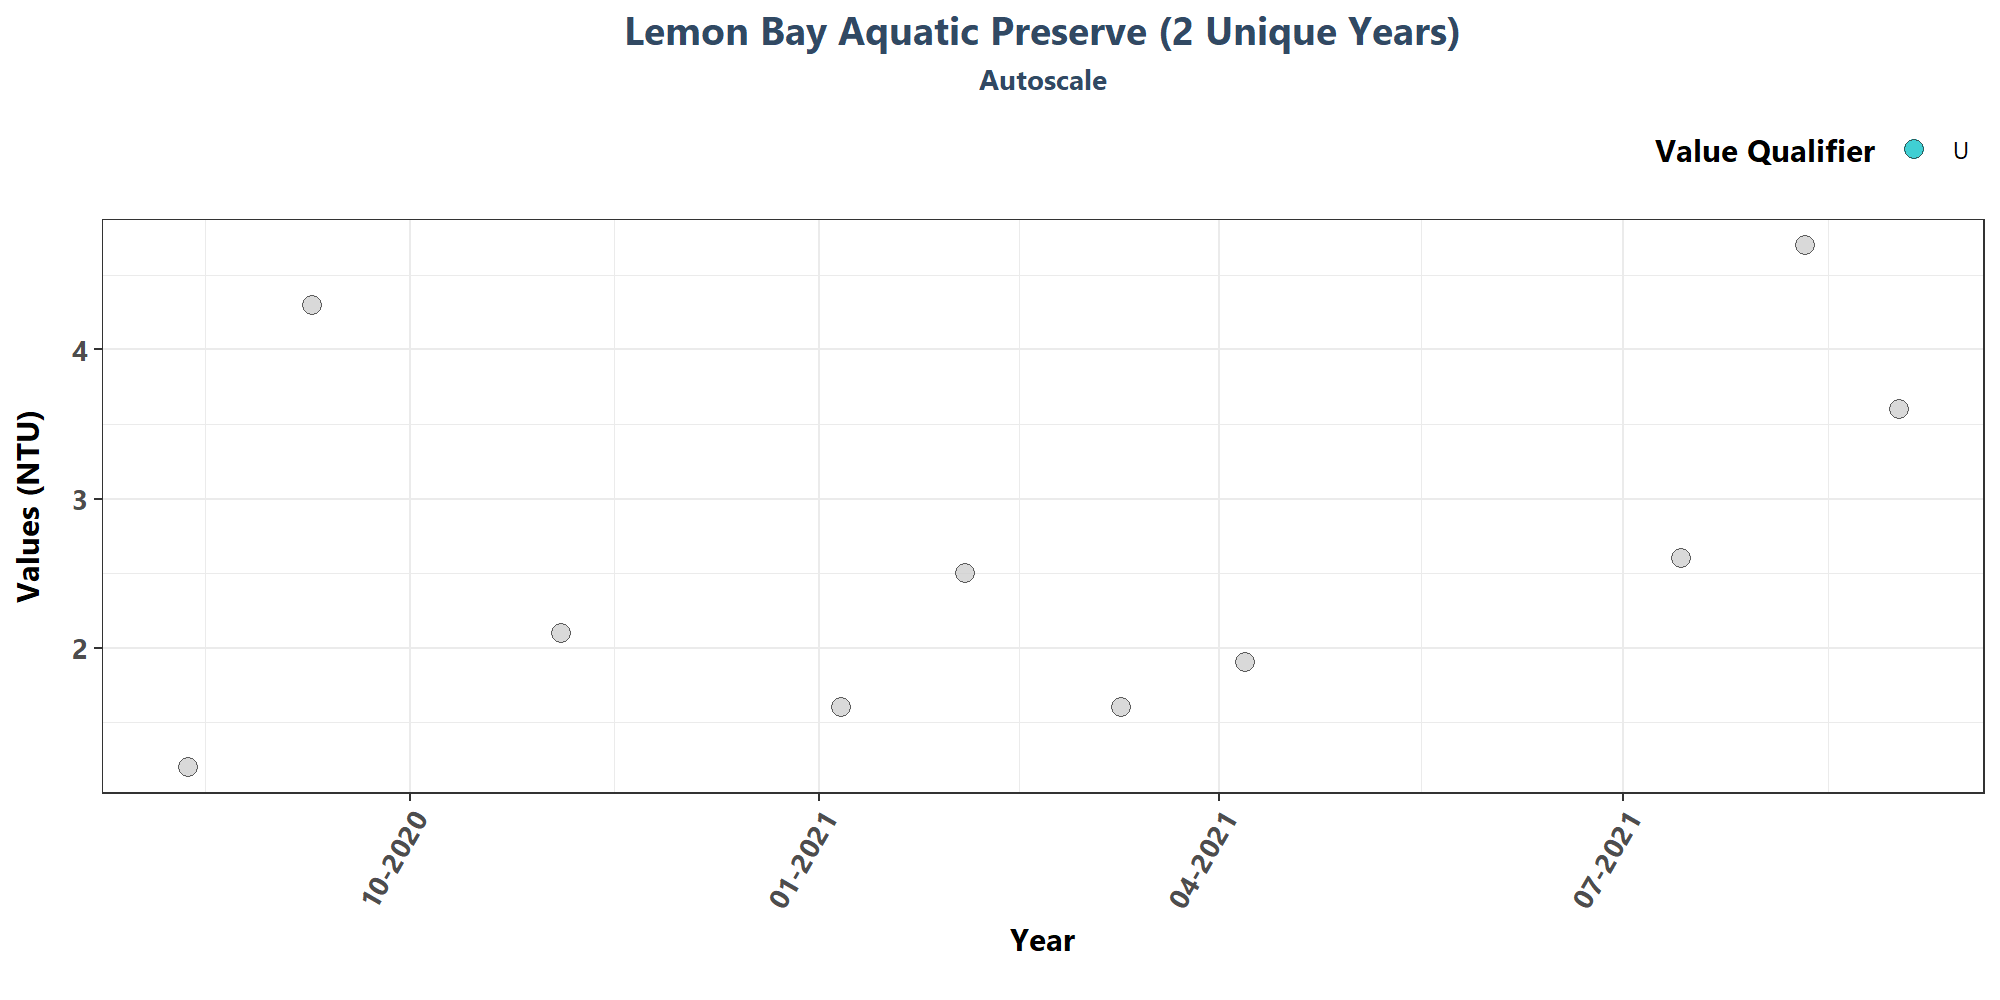 Lemon Bay Aquatic Preserve (2 Unique Years)
Autoscale
Value Qualifier U
Values (NTU)
4
3
2
10-2020
01-2021
04-2021
07-2021
Year